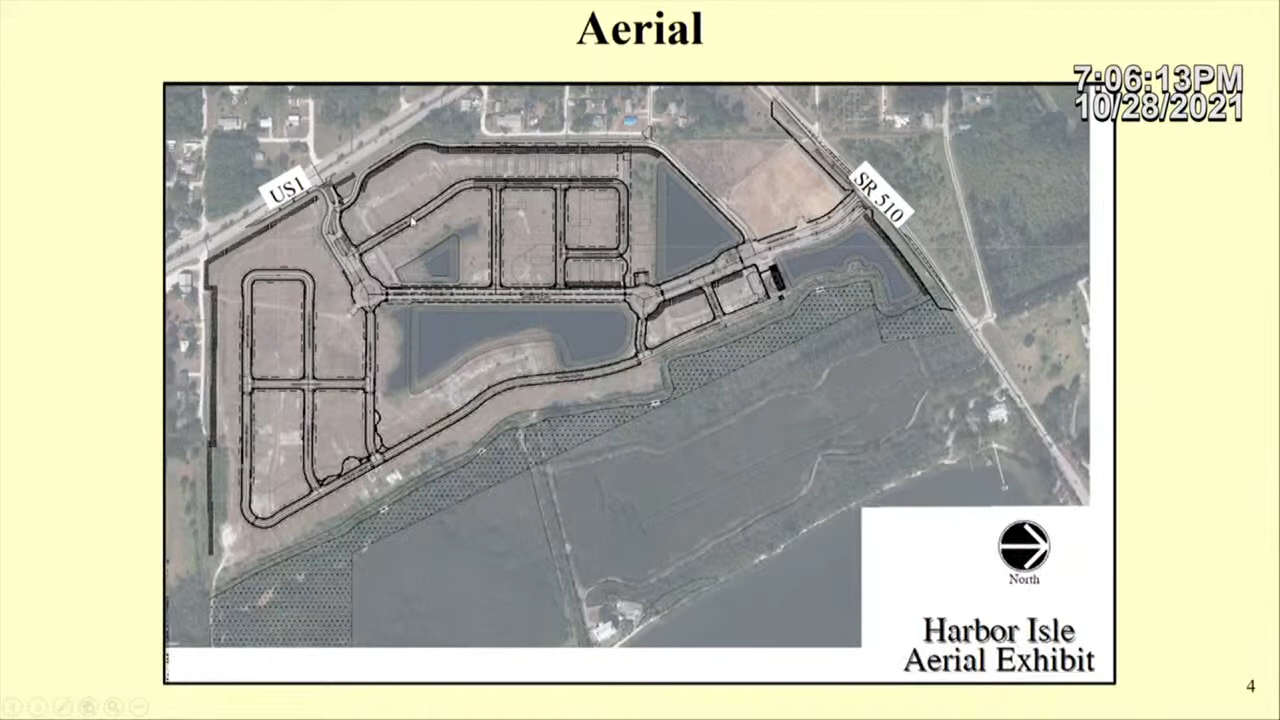 Aerial
7:06:13PM
10/28/2021
US1
SR 510
North
Harbor Isle
Aerial Exhibit
4